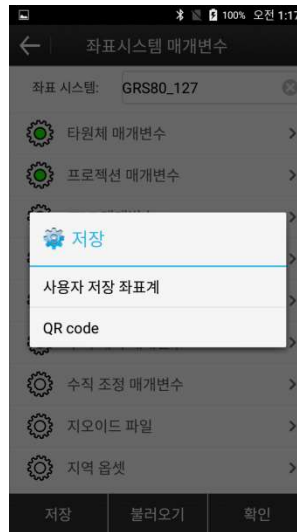 100% 오전 1:17
좌표시스템 매개변수
좌표 시스템: GRS80_127
타원체 매개변수
프로젝션 매개변수
저장
사용자 저장 좌표계
QR code
수직 조정 매개변수
지오이드 파일
지역 옵셋
저장 불러오기 확인